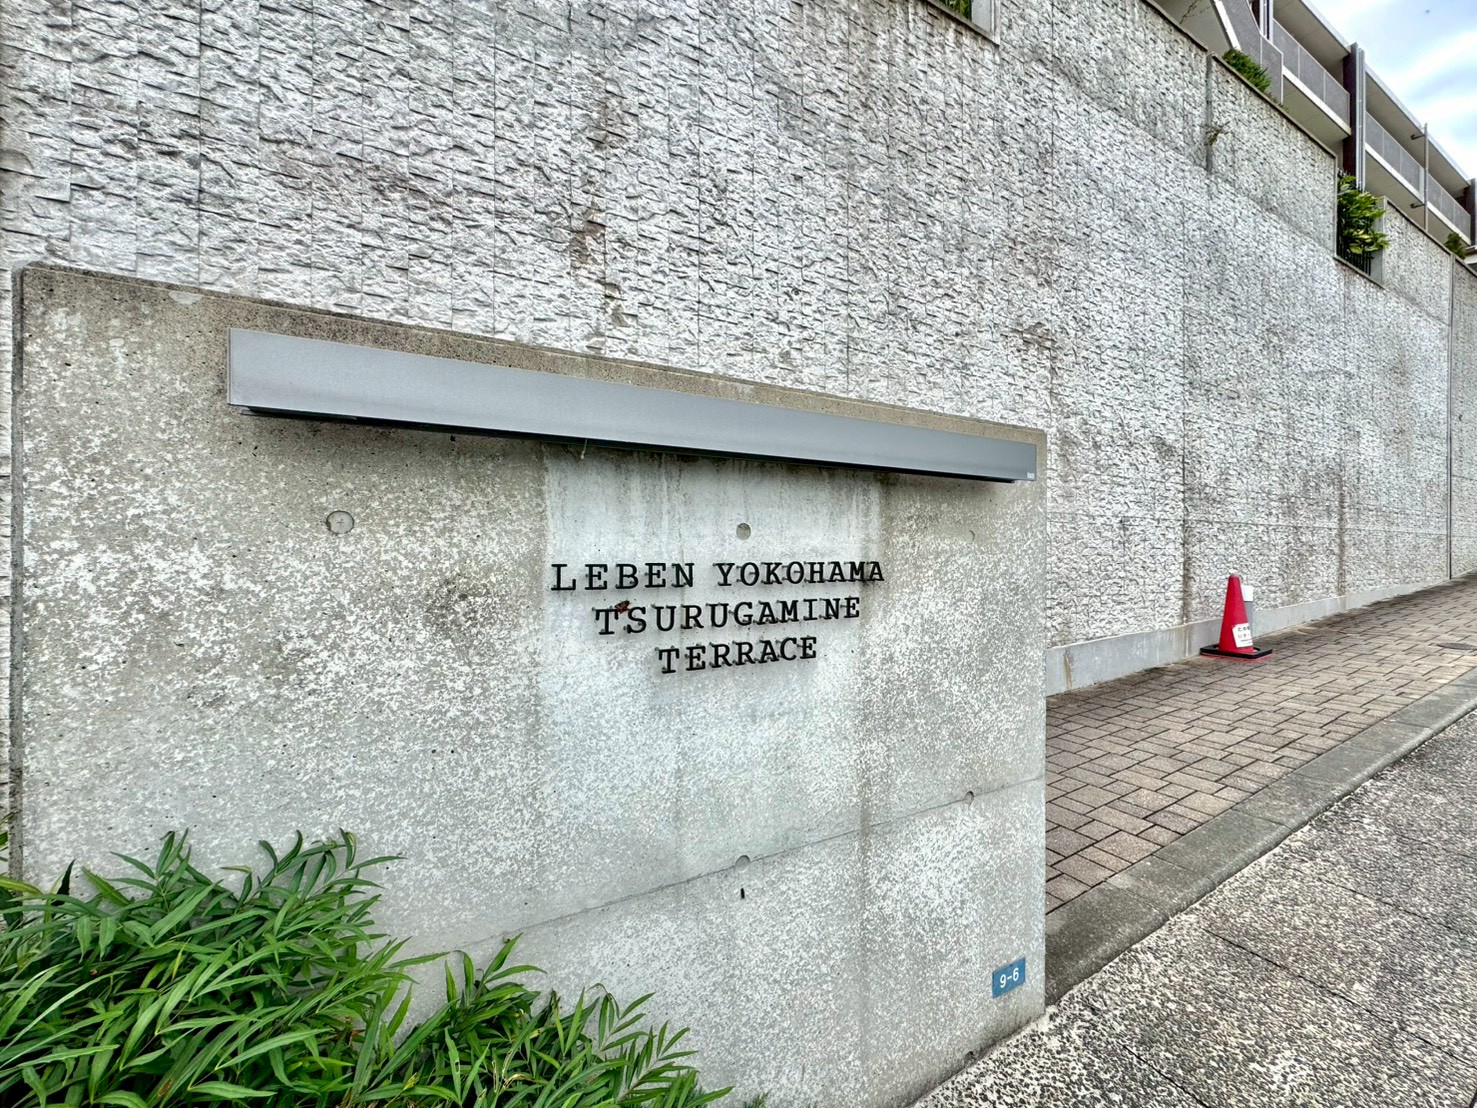 LEBEN YOKOHAMA
TSURUGAMINE
TERRACE
9-6